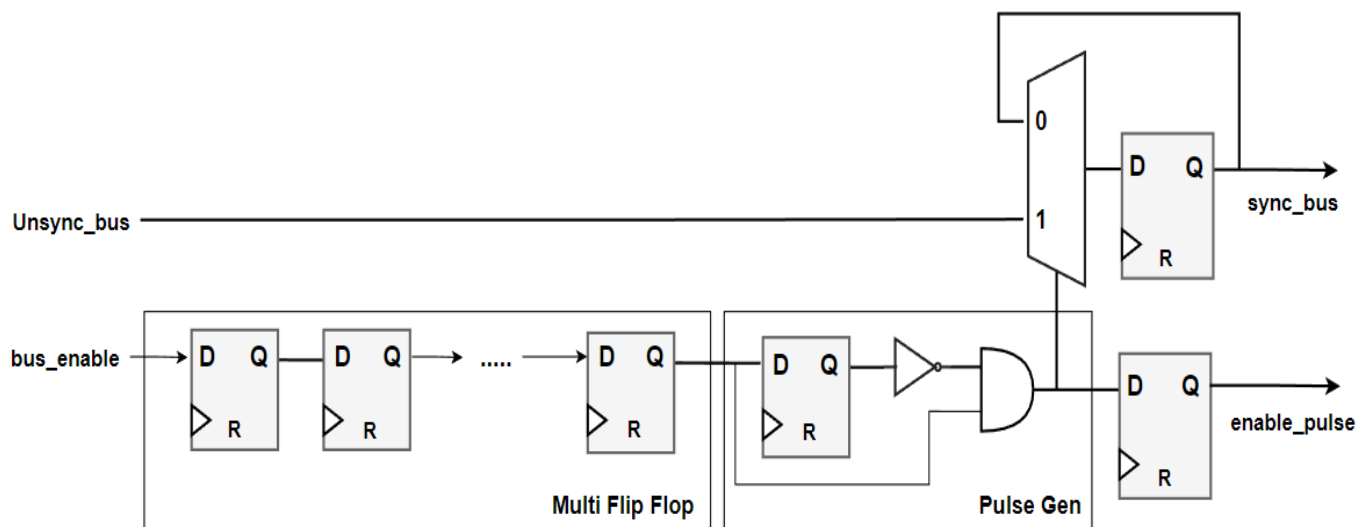 0
D Q
R
sync_bus
Unsync_bus
1
bus_enable
D Q
R
D Q
R
.....
D Q
R
Multi Flip Flop
D Q
R
Pulse Gen
D Q
R
enable_pulse